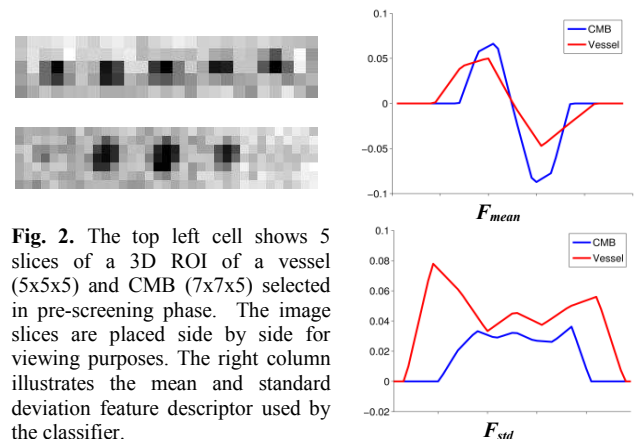 0.1
0.05
0
−0.05
−0.1
CMB
Vessel
F_mean
Fig. 2. The top left cell shows 5
slices of a 3D ROI of a vessel
(5x5x5) and CMB (7x7x5) selected
in pre-screening phase. The image
slices are placed side by side for
viewing purposes. The right column
illustrates the mean and standard
deviation feature descriptor used by
the classifier.
0.1
0.08
0.06
0.04
0.02
0
−0.02
CMB
Vessel
F_std